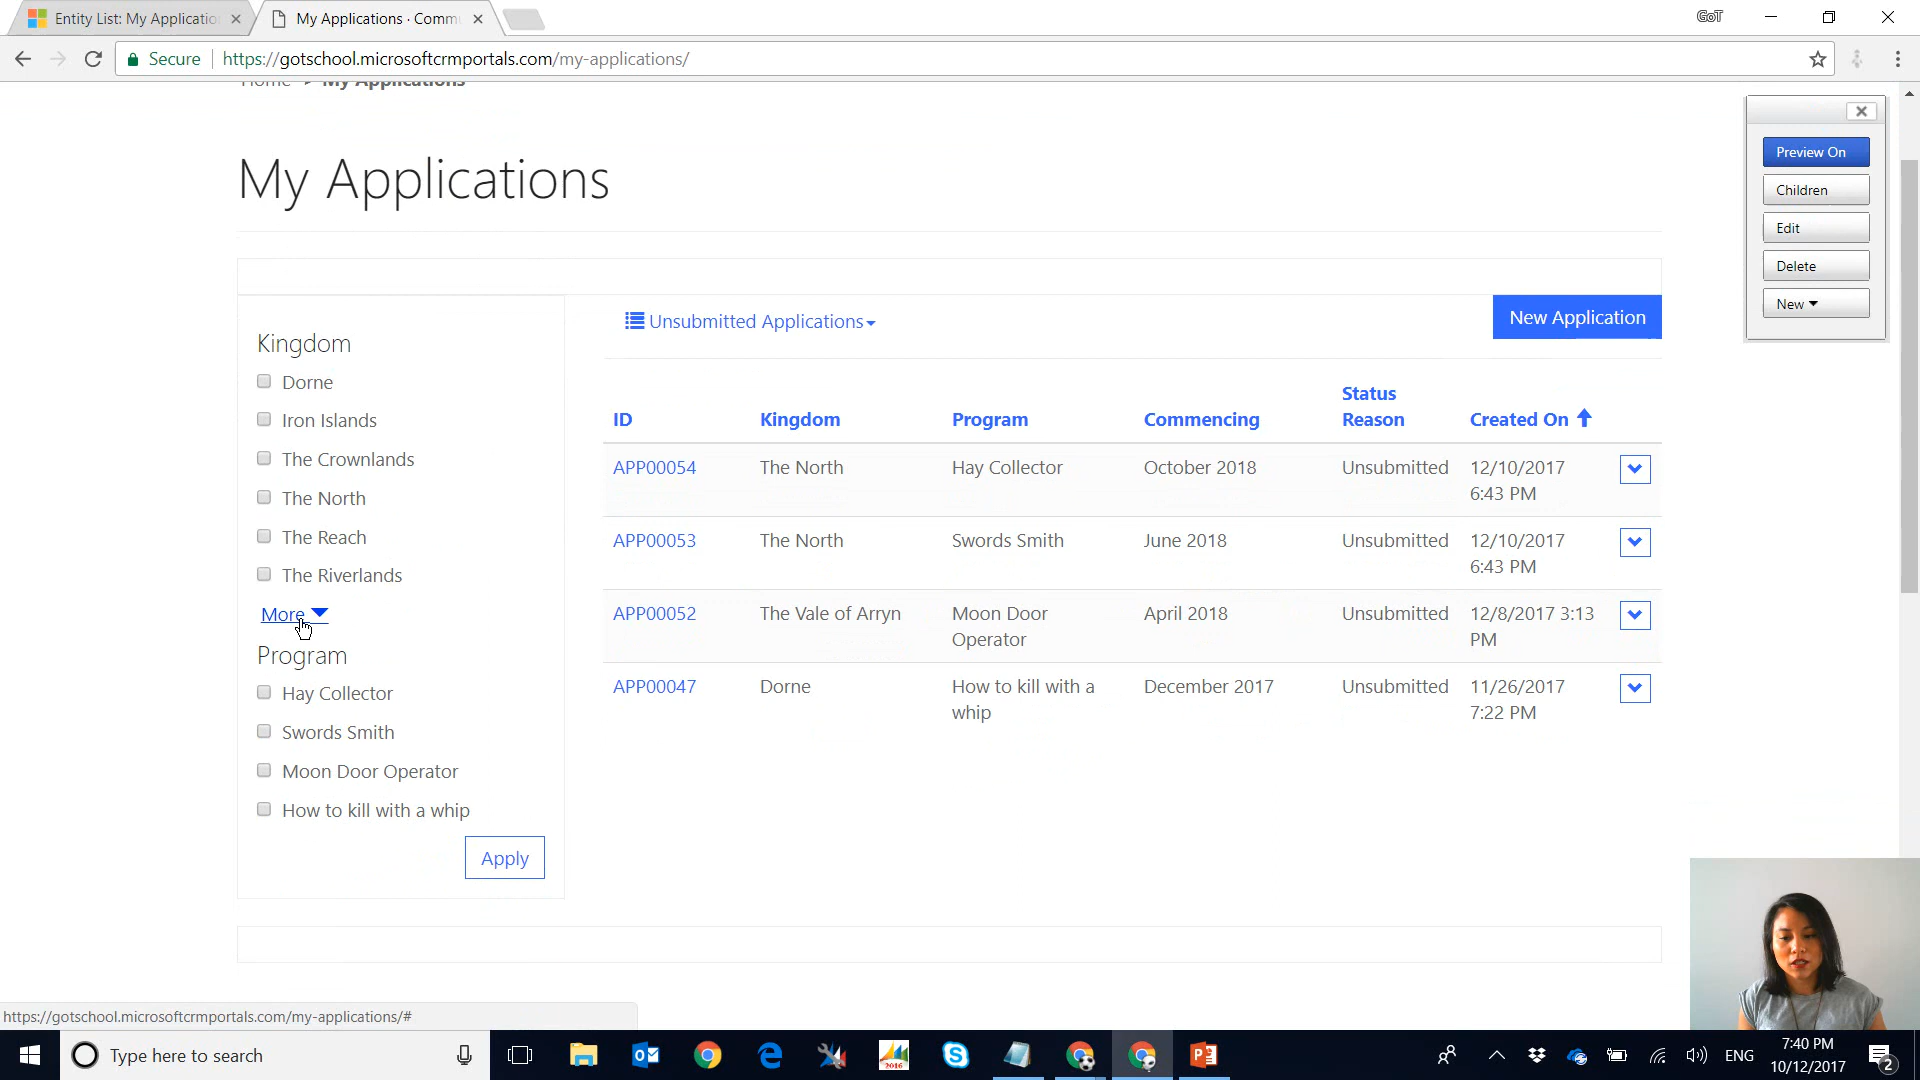 Entity List: My Applicatio
My Applications · Commu
GoT
Secure
https://gotschool.microsoftcrmportals.com/my-applications/
Home > My Applications
My Applications
Preview On
Children
Edit
Delete
New
Unsubmitted Applications
New Application
Kingdom
Dorne
Iron Islands
The Crownlands
The North
The Reach
The Riverlands
More
Program
Hay Collector
Swords Smith
Moon Door Operator
How to kill with a whip
Apply
ID Kingdom Program Commencing Status Reason Created On
APP00054 The North Hay Collector October 2018 Unsubmitted 12/10/2017
6:43 PM
APP00053 The North Swords Smith June 2018 Unsubmitted 12/10/2017
6:43 PM
APP00052 The Vale of Arryn Moon Door April 2018 Unsubmitted 12/8/2017 3:13
Operator PM
APP00047 Dorne How to kill with a December 2017 Unsubmitted 11/26/2017
whip 7:22 PM
https://gotschool.microsoftcrmportals.com/my-applications/#
Type here to search
2016
ENG
7:40 PM
10/12/2017
2